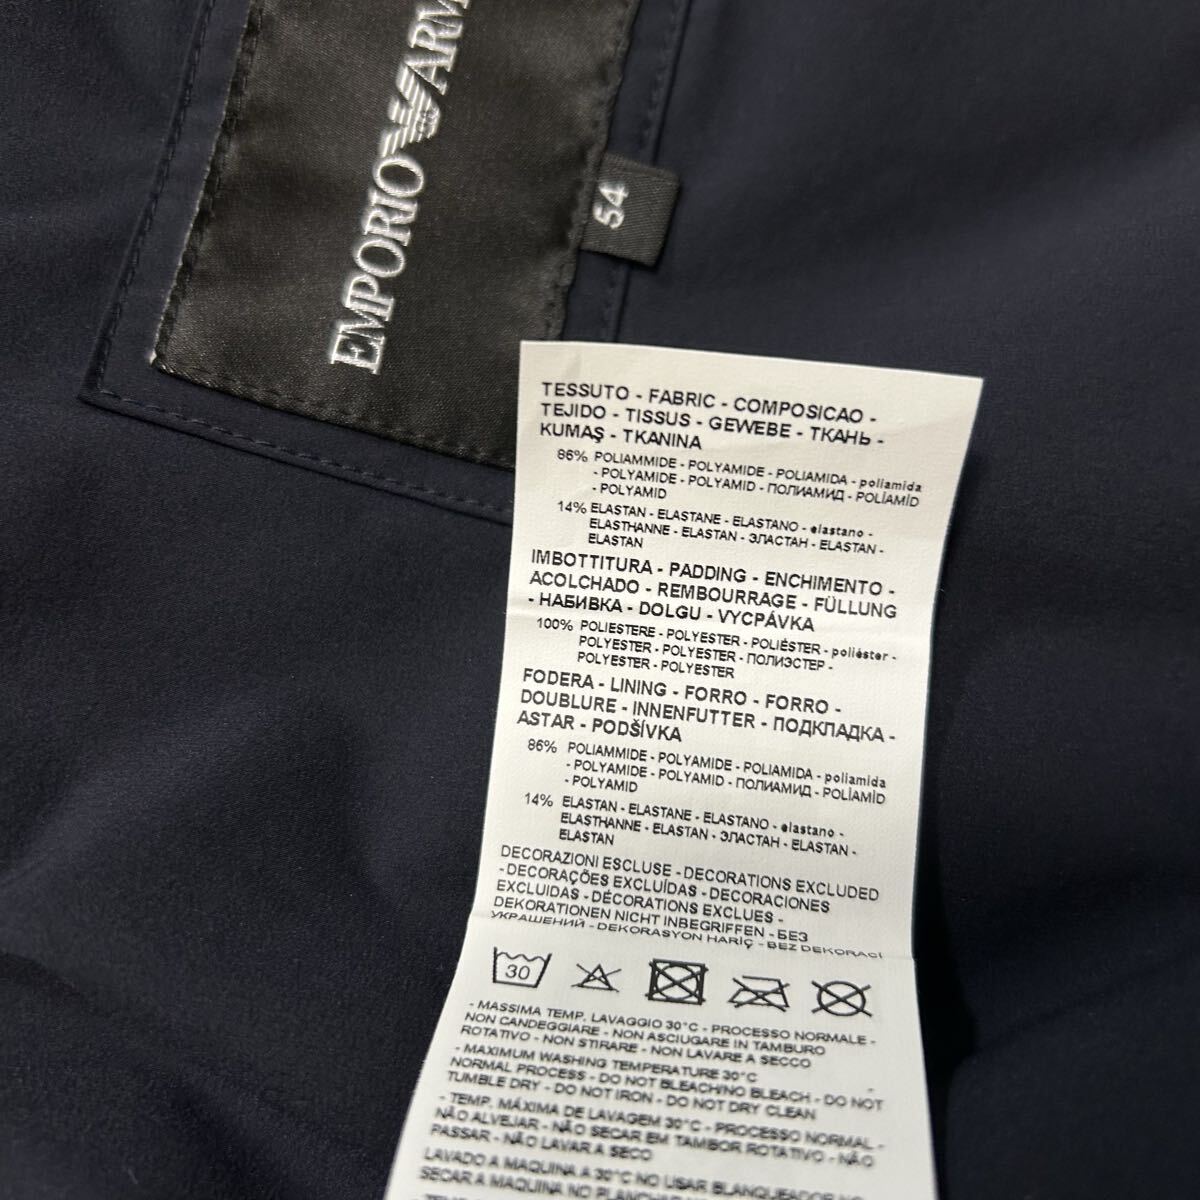 EMPORIO ARM
54
TESSUTO - FABRIC - COMPOSICAO -
TEJIDO - TISSUS - GEWEBE - ТКАНЬ -
KUMAŞ - TKANINA
86% POLIAMMIDE - POLYAMIDE - POLIAMIDA - poliamida
- POLYAMIDE - POLYAMID - ПОЛИАМИД - POLİAMİD
- POLYAMID
14% ELASTAN - ELASTANE - ELASTANO - elastano -
ELASTHANNE - ELASTAN - ЭЛАСТАН - ELASTAN -
ELASTAN
IMBOTTITURA - PADDING - ENCHIMENTO -
ACOLCHADO - REMBOURRAGE - FÜLLUNG
- НАБИВКА - DOLGU - VYCPÁVKA
100% POLIESTERE - POLYESTER - POLIÉSTER - poliéster -
POLYESTER - POLYESTER - ПОЛИЭСТЕР -
POLYESTER - POLYESTER
FODERA - LINING - FORRO - FORRO -
DOUBLURE - INNENFUTTER - ПОДКЛАДКА -
ASTAR - PODŠÍVKA
86% POLIAMMIDE - POLYAMIDE - POLIAMIDA - poliamida
- POLYAMIDE - POLYAMID - ПОЛИАМИД - POLİAMİD
- POLYAMID
14% ELASTAN - ELASTANE - ELASTANO - elastano -
ELASTHANNE - ELASTAN - ЭЛАСТАН - ELASTAN -
ELASTAN
DECORAZIONI ESCLUSE - DECORATIONS EXCLUDED
- DECORAÇÕES EXCLUÍDAS - DECORACIONES
EXCLUIDAS - DÉCORATIONS EXCLUES -
DEKORATIONEN NICHT INBEGRIFFEN - БЕЗ
УКРАШЕНИЙ - DEKORASYON HARİÇ - BEZ DEKORACÍ
30
- MASSIMA TEMP. LAVAGGIO 30°C - PROCESSO NORMALE -
NON CANDEGGIARE - NON ASCIUGARE IN TAMBURO
ROTATIVO - NON STIRARE - NON LAVARE A SECCO
- MAXIMUM WASHING TEMPERATURE 30°C -
NORMAL PROCESS - DO NOT BLEACH/NO BLEACH - DO NOT
TUMBLE DRY - DO NOT IRON - DO NOT DRY CLEAN
- TEMP. MÁXIMA DE LAVAGEM 30°C - PROCESSO NORMAL -
NÃO ALVEJAR - NÃO SECAR EM TAMBOR ROTATIVO - NÃO
PASSAR - NÃO LAVAR A SECO
LAVADO A MAQUINA A 30°C NO USAR BLANQUEADOR NO
SECAR A MAQUINA NO PLANCHAR
- TEMP